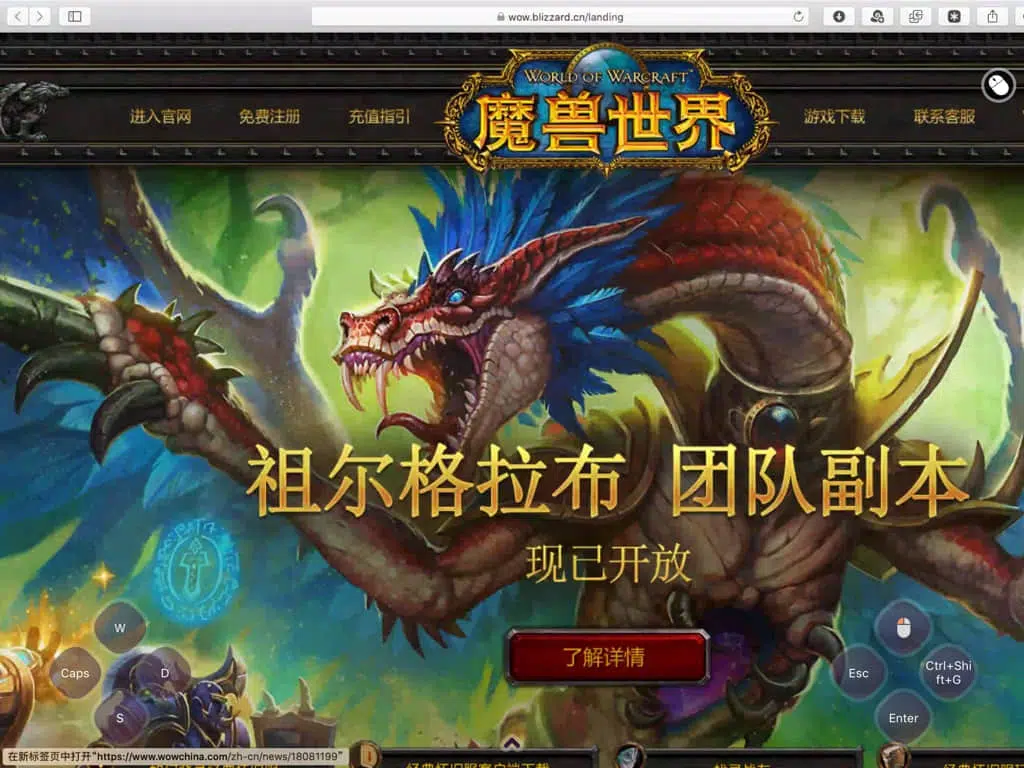 wow.blizzard.cn/landing
进入官网
免费注册
充值指引
WORLD OF WARCRAFT
魔兽世界
游戏下载
联系客服
祖尔格拉布 团队副本
现已开放
了解详情
W
Caps
D
S
Esc
Ctrl+Shi
ft+G
Enter
在新标签页中打开"https://www.wowchina.com/zh-cn/news/18081199"